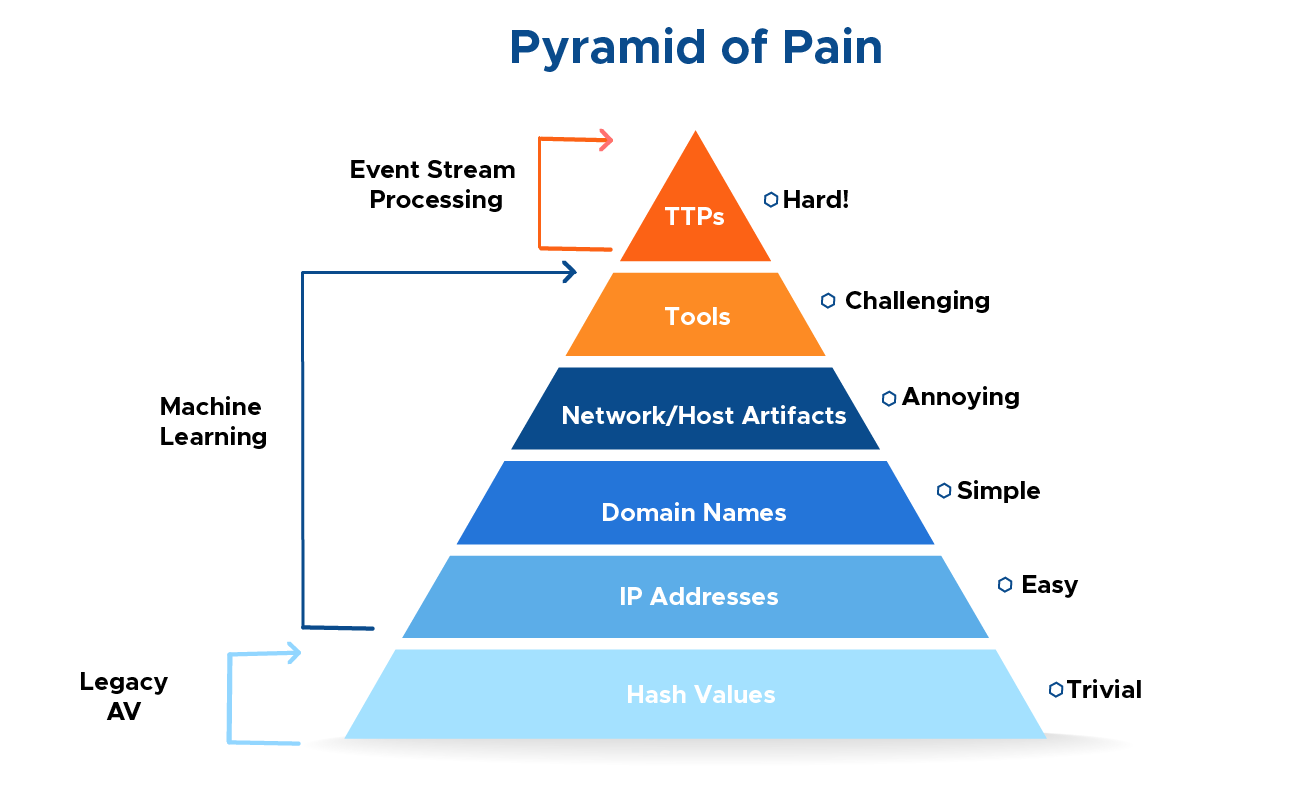 Pyramid of Pain
Event Stream
Processing
TTPs
Hard!
Tools
Challenging
Machine
Learning
Network/Host Artifacts
Annoying
Domain Names
Simple
IP Addresses
Easy
Legacy
AV
Hash Values
Trivial